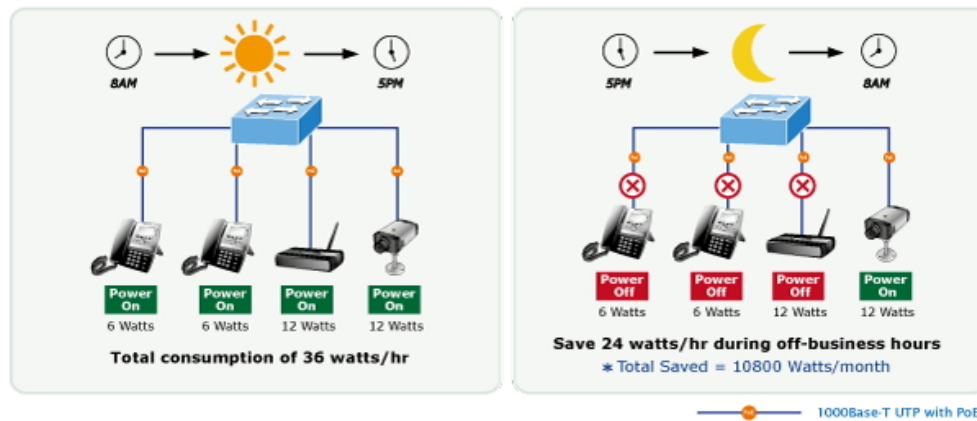 8AM
5PM
Power On
Power On
Power On
Power On
6 Watts
6 Watts
12 Watts
12 Watts
Total consumption of 36 watts/hr
5PM
8AM
Power Off
Power Off
Power Off
Power On
6 Watts
6 Watts
12 Watts
12 Watts
Save 24 watts/hr during off-business hours
* Total Saved = 10800 Watts/month
PoE
1000Base-T UTP with PoE